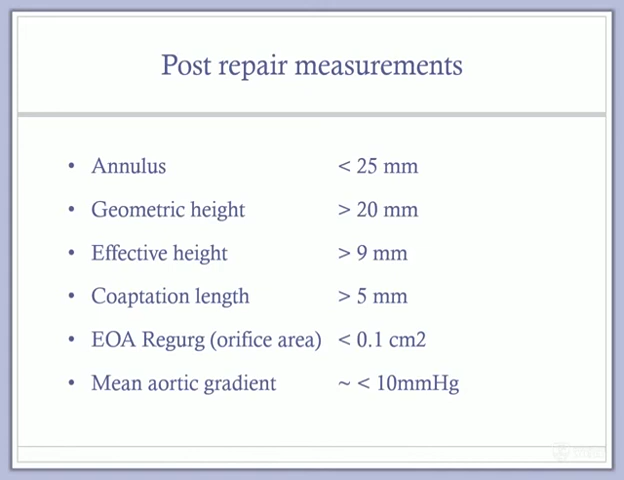 Post repair measurements
• Annulus < 25 mm
• Geometric height > 20 mm
• Effective height > 9 mm
• Coaptation length > 5 mm
• EOA Regurg (orifice area) < 0.1 cm2
• Mean aortic gradient ~ < 10mmHg